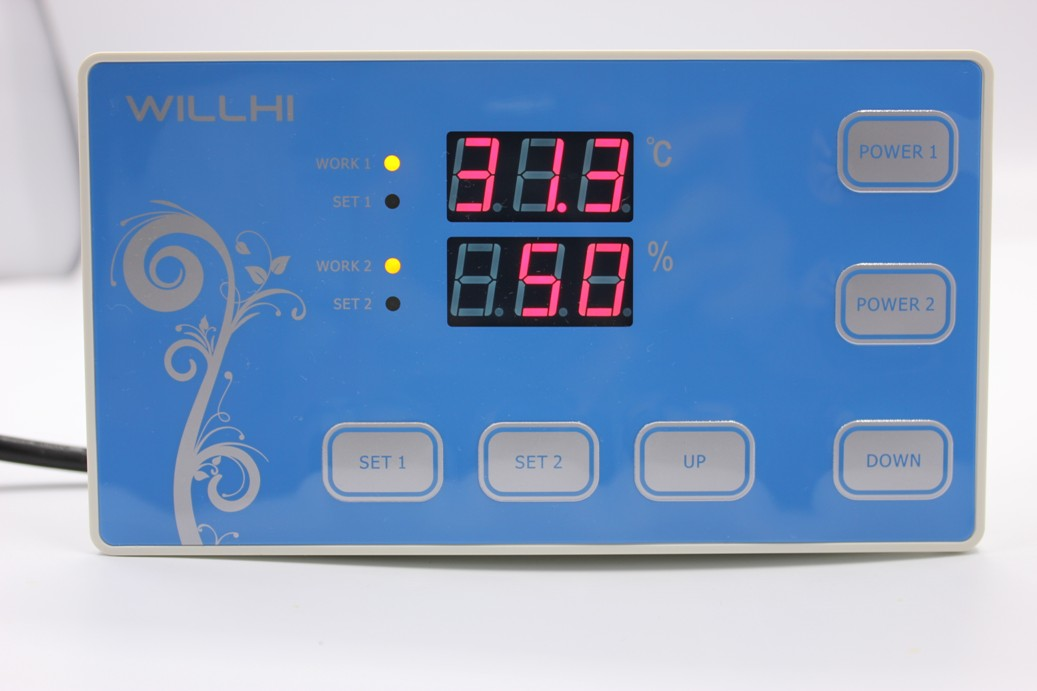 WILLHI
WORK 1
31.3 °C
SET 1
POWER 1
WORK 2
50 %
SET 2
POWER 2
SET 1
SET 2
UP
DOWN